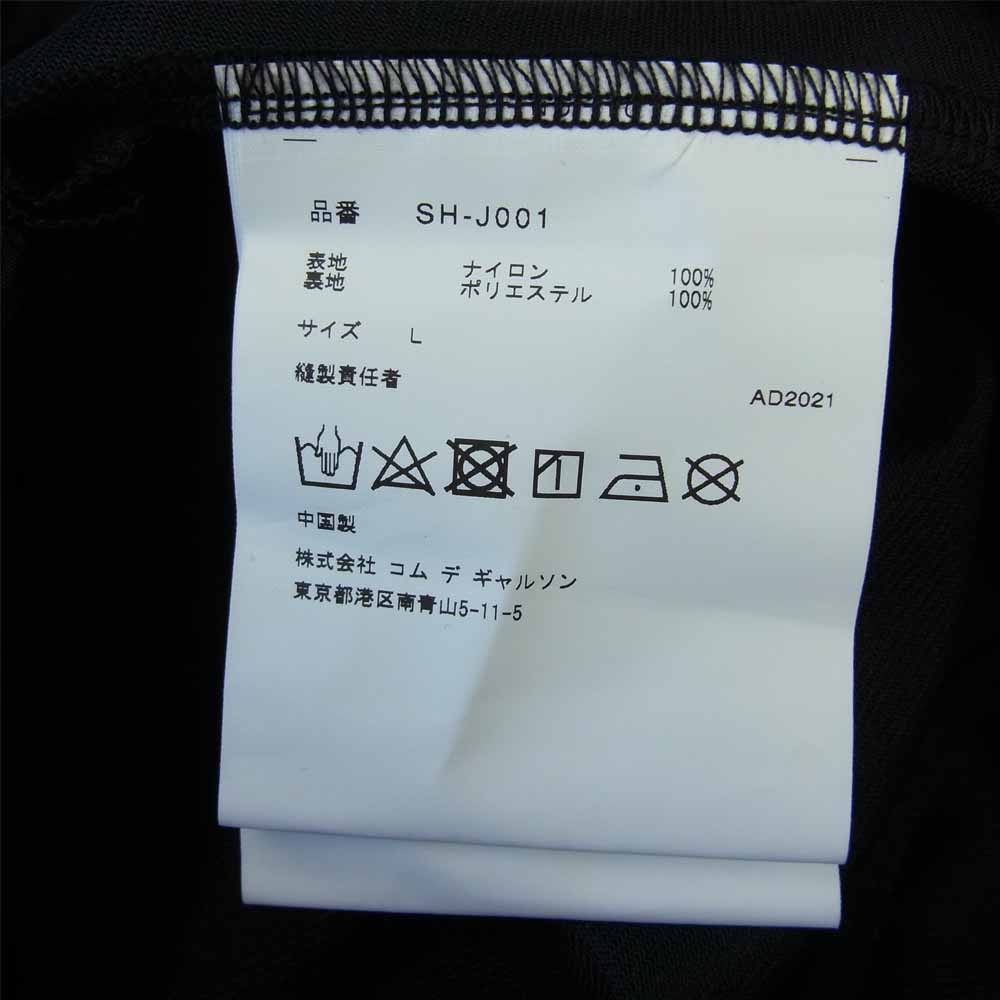 品番 SH-J001
表地 ナイロン 100%
裏地 ポリエステル 100%
サイズ L
縫製責任者
AD2021
中国製
株式会社 コム デ ギャルソン
東京都港区南青山5-11-5